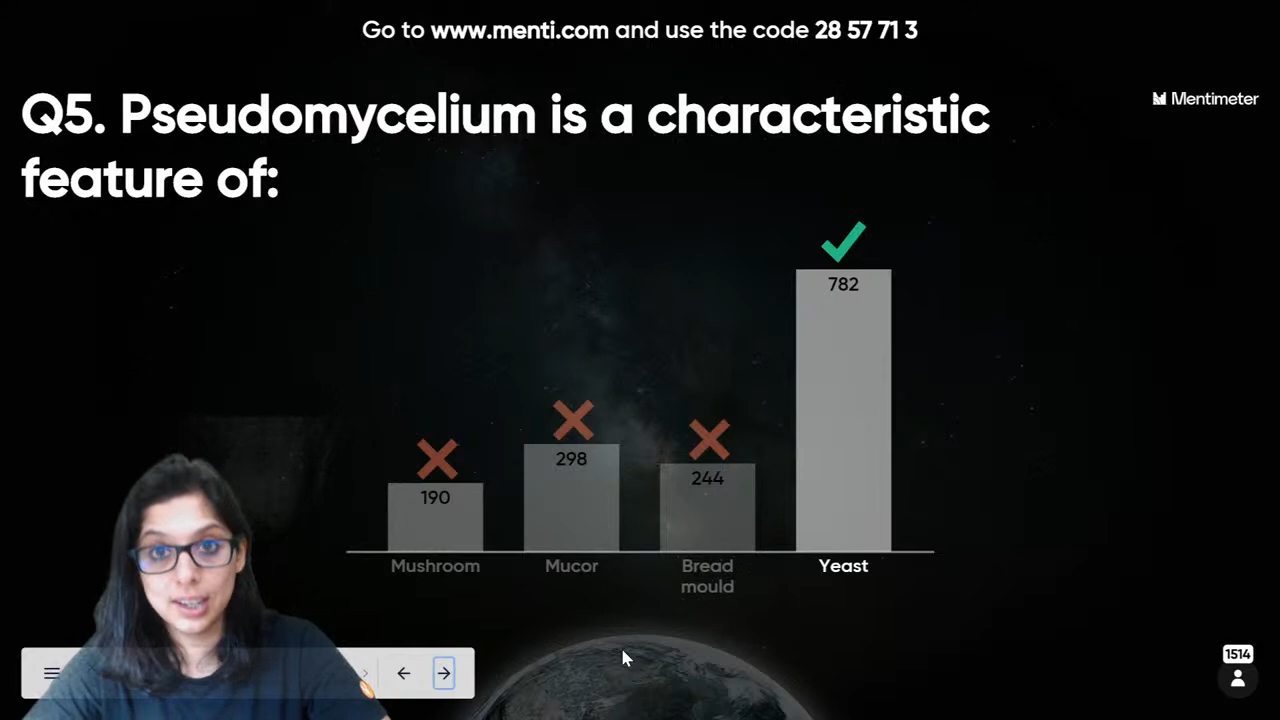 Go to www.menti.com and use the code 28 57 71 3
Q5. Pseudomycelium is a characteristic
feature of:
Mentimeter
782
298
244
190
Mushroom
Mucor
Bread
mould
Yeast
1514